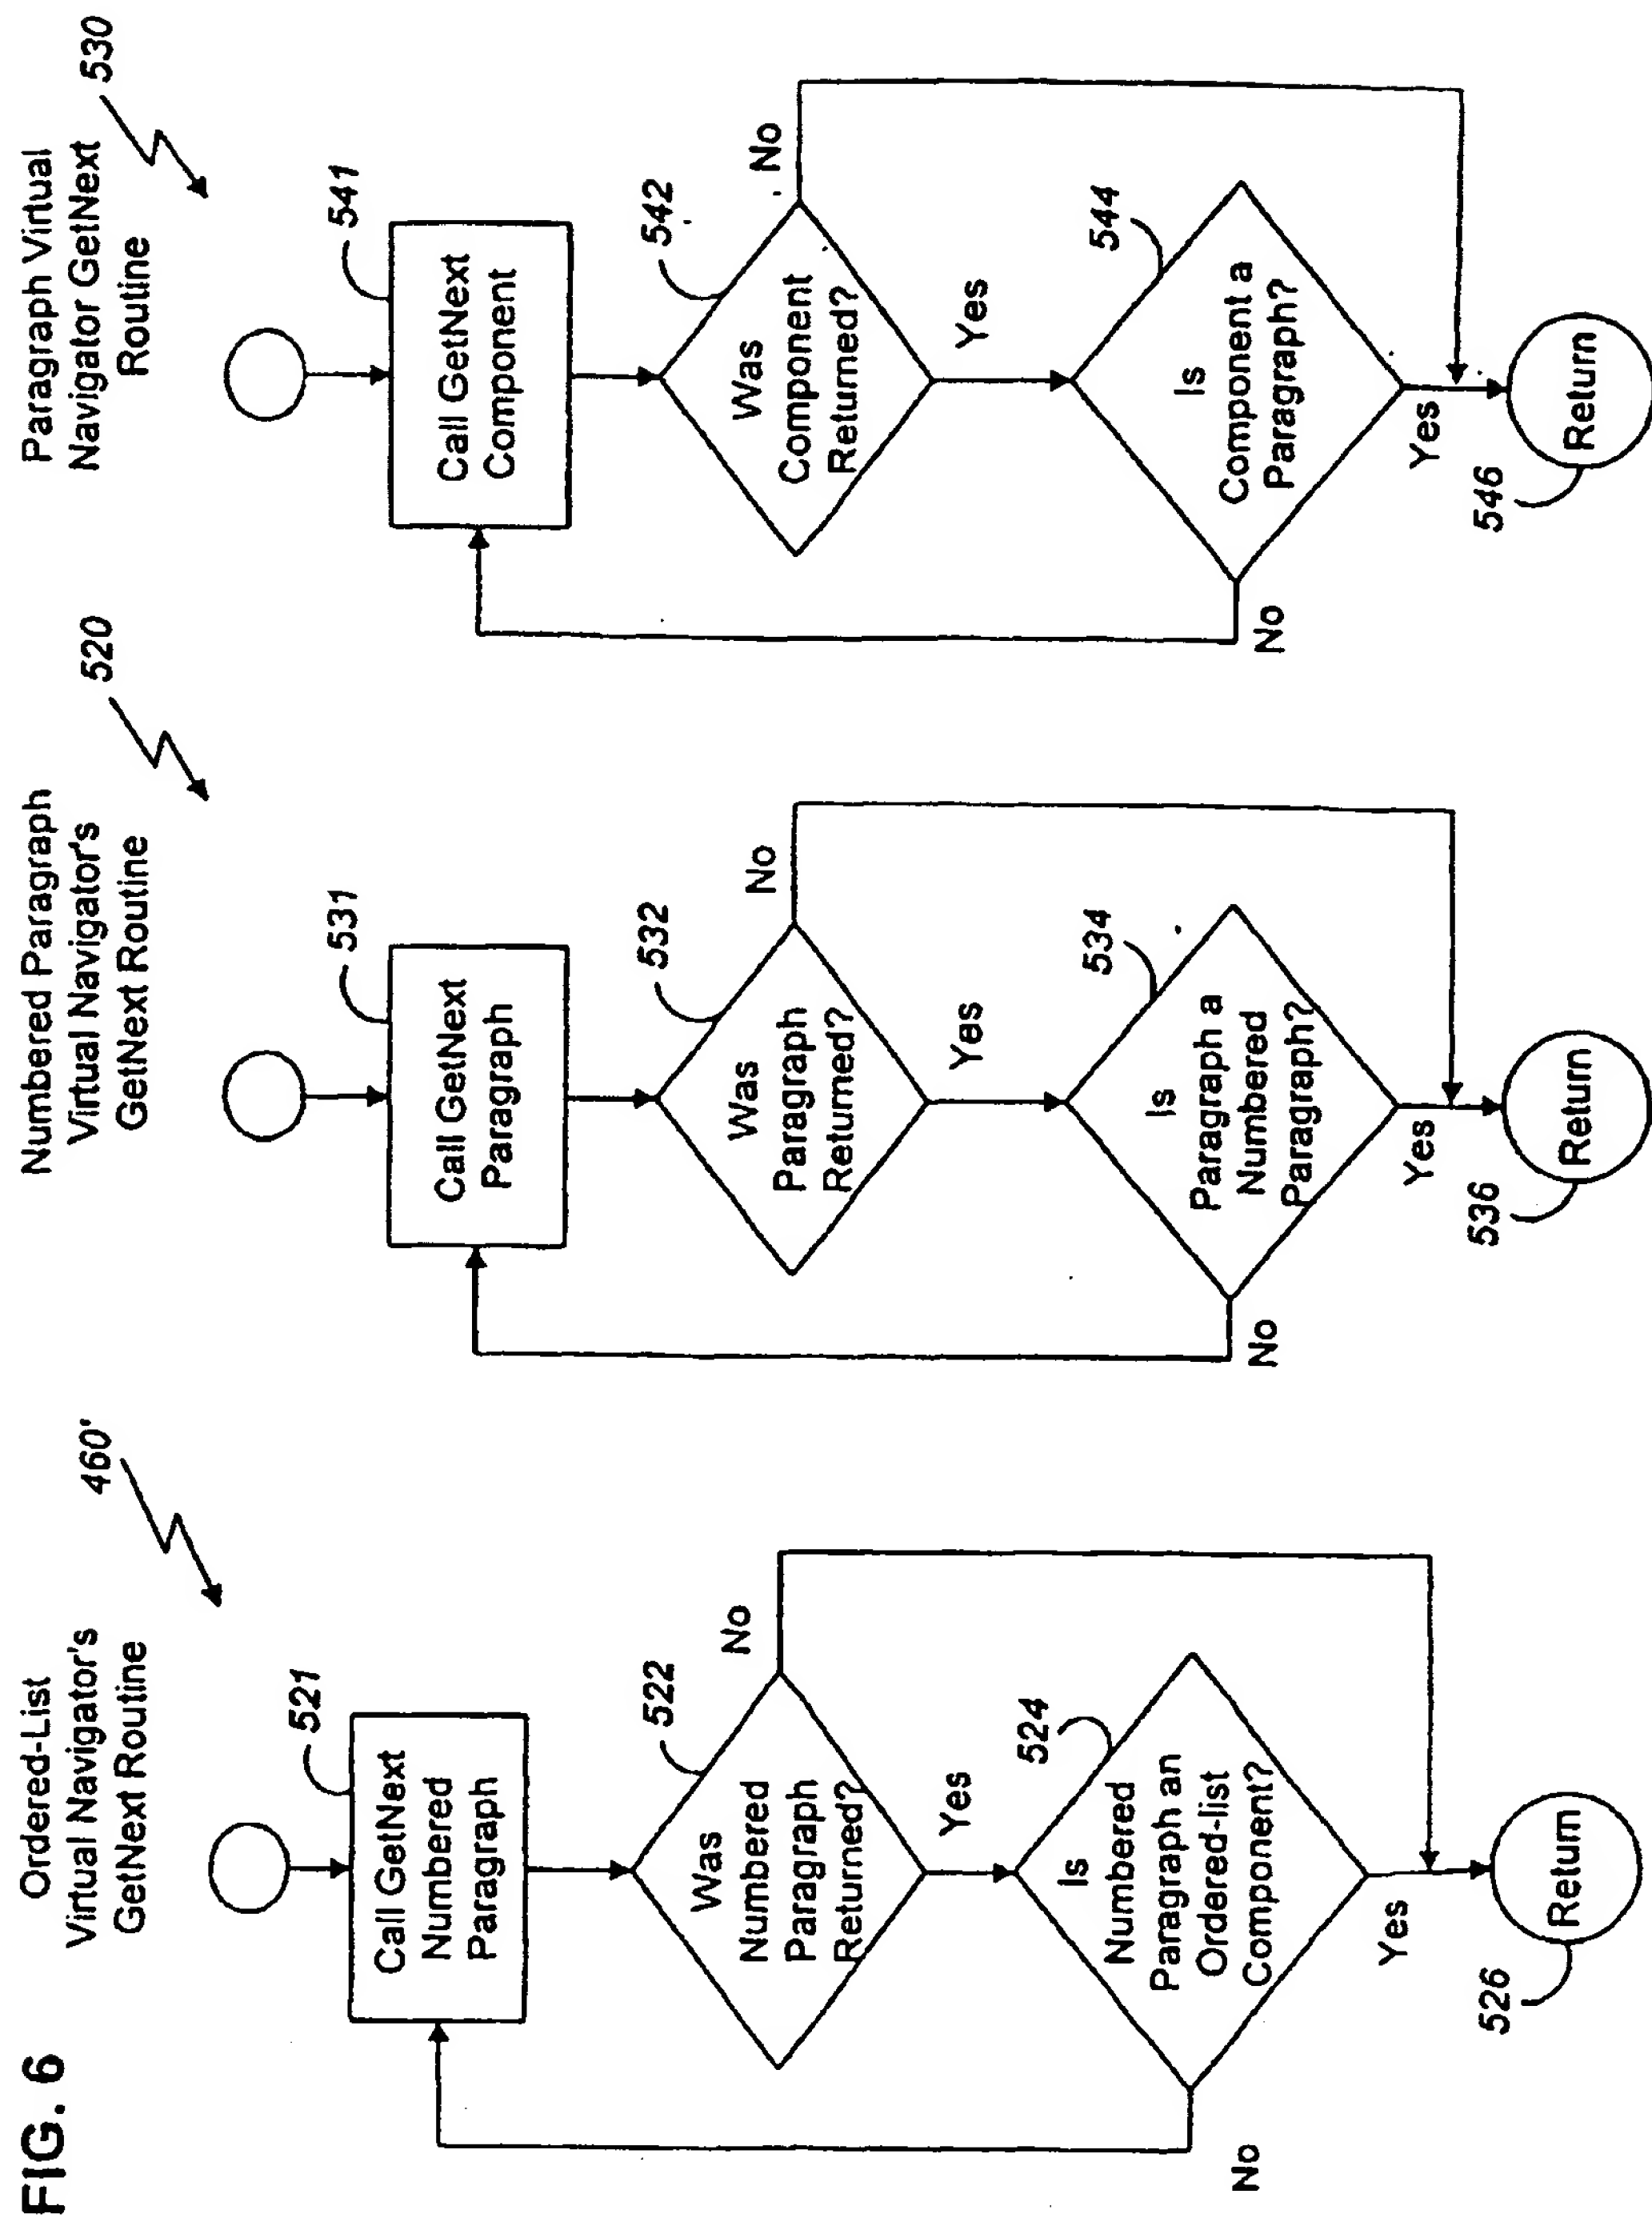 FIG. 6
Ordered-List
Virtual Navigator's
GetNext Routine
460'
521
Call GetNext
Numbered
Paragraph
522
Was
Numbered
Paragraph
Returned?
No
Yes
524
Is
Numbered
Paragraph an
Ordered-list
Component?
No
Yes
526
Return
Numbered Paragraph
Virtual Navigator's
GetNext Routine
520
531
Call GetNext
Paragraph
532
Was
Paragraph
Returned?
No
Yes
534
Is
Paragraph a
Numbered
Paragraph?
No
Yes
536
Return
Paragraph Virtual
Navigator GetNext
Routine
530
541
Call GetNext
Component
542
Was
Component
Returned?
No
Yes
544
Is
Component a
Paragraph?
No
Yes
546
Return